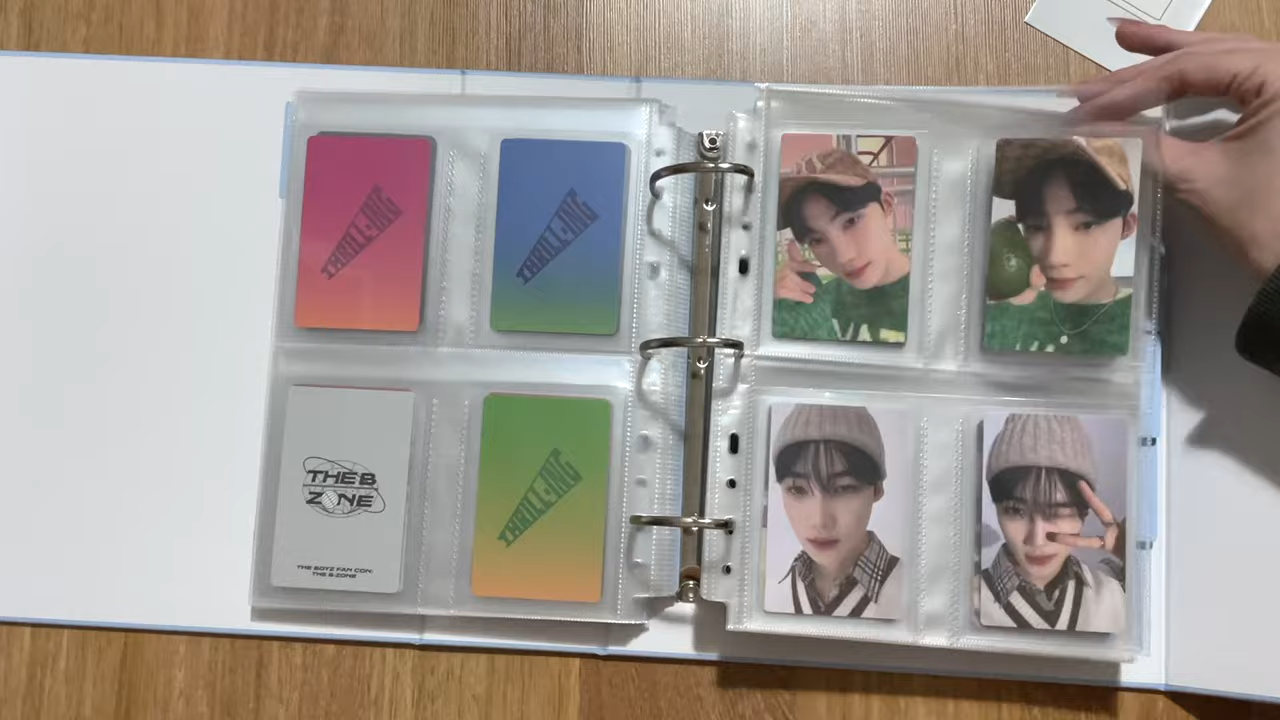 THRILL-ING
THRILL-ING
THE B
ZONE
THE BOYZ FAN CON:
THE B-ZONE
THRILL-ING